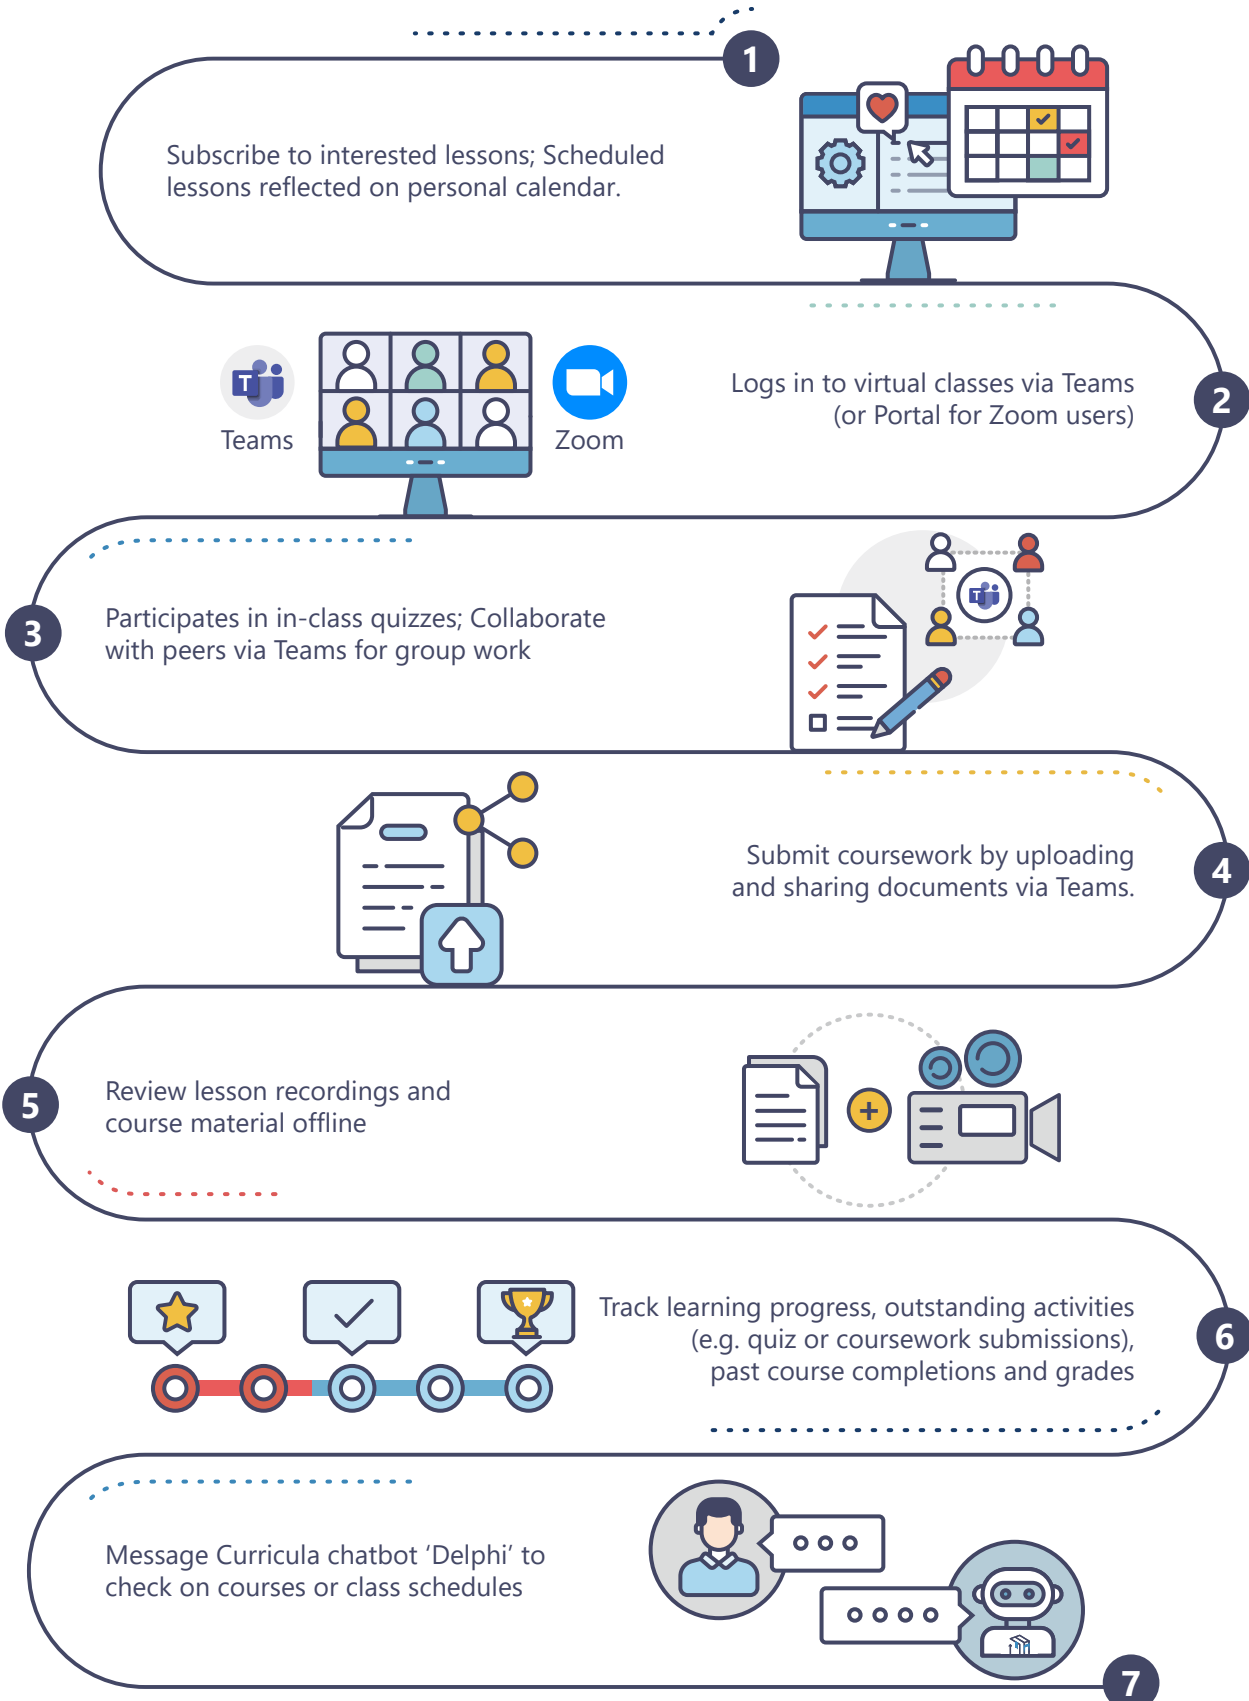 1
Subscribe to interested lessons; Scheduled
lessons reflected on personal calendar.
T
Teams
Zoom
Logs in to virtual classes via Teams
(or Portal for Zoom users)
2
3
Participates in in-class quizzes; Collaborate
with peers via Teams for group work
T
Submit coursework by uploading
and sharing documents via Teams.
4
5
Review lesson recordings and
course material offline
+
Track learning progress, outstanding activities
(e.g. quiz or coursework submissions),
past course completions and grades
6
Message Curricula chatbot ‘Delphi’ to
check on courses or class schedules
7